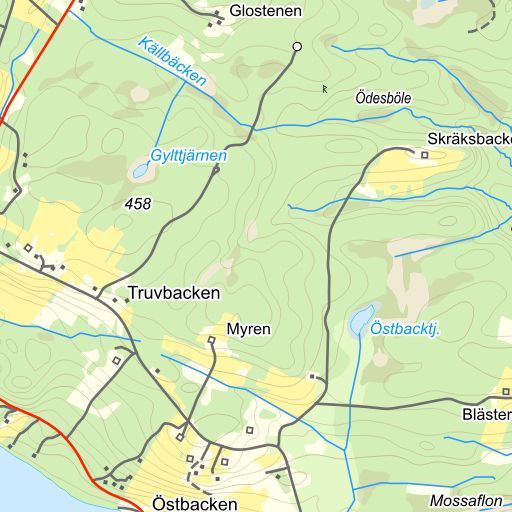 Glostenen
Källbäcken
Ödesböle
Skräksbacke
Gylttjärnen
458
Truvbacken
Myren
Östbacktj.
Bläster
Östbacken
Mossaflon